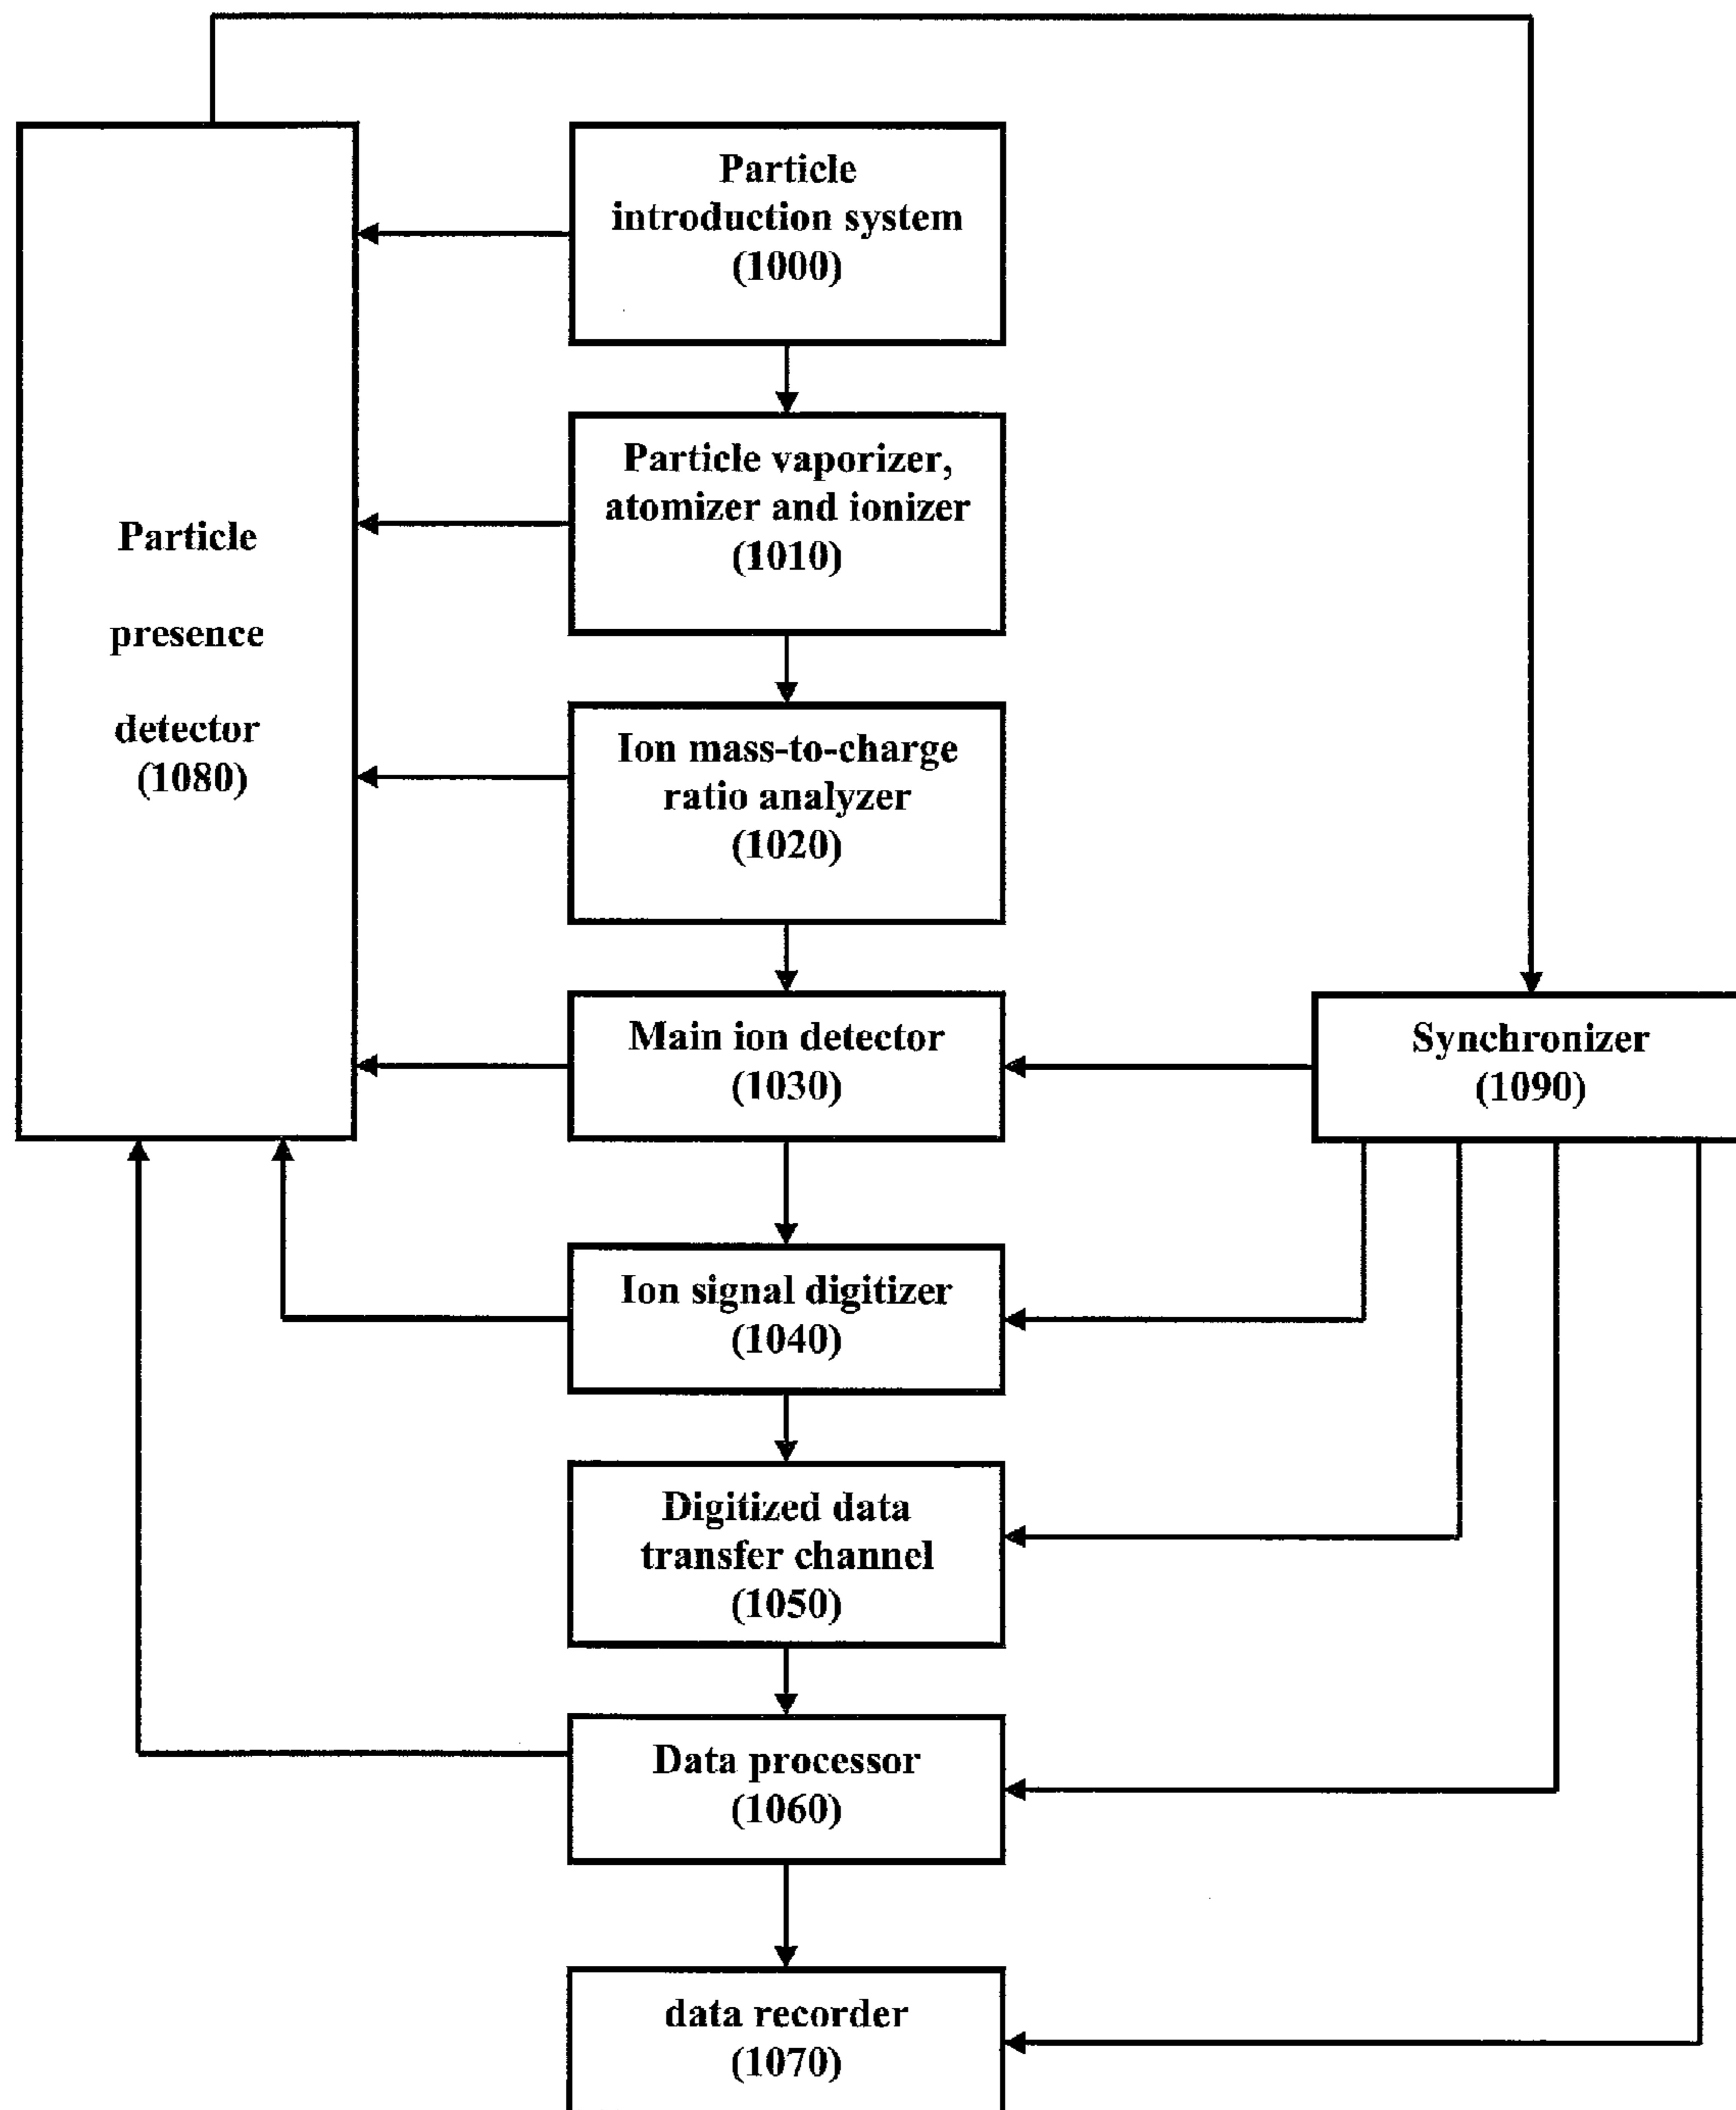 Particle
introduction system
(1000)
Particle vaporizer,
atomizer and ionizer
(1010)
Particle
presence
detector
(1080)
Ion mass-to-charge
ratio analyzer
(1020)
Main ion detector
(1030)
Synchronizer
(1090)
Ion signal digitizer
(1040)
Digitized data
transfer channel
(1050)
Data processor
(1060)
data recorder
(1070)